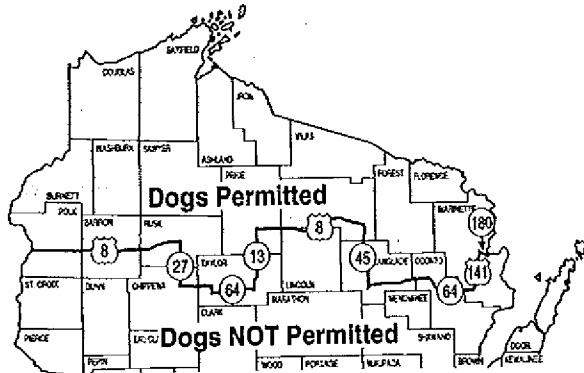 BAYFIELD
DOUGLAS
IRON
VILAS
WASHBURN SAWYER
ASHLAND
PRICE
FOREST FLORENCE
BURNETT
Dogs Permitted
MARINETTE
POLK
BARRON RUSK
180
8
8
27
TAYLOR
13
45
LANGLADE OCONTO
141
64
64
ST. CROIX DUNN CHIPPEWA
LINCOLN
MARATHON
MENOMINEE
CLARK
PIERCE
Dogs NOT Permitted
SHAWANO
DOOR
PEPIN
WOOD PORTAGE WAUPACA
BROWN KEWAUNEE